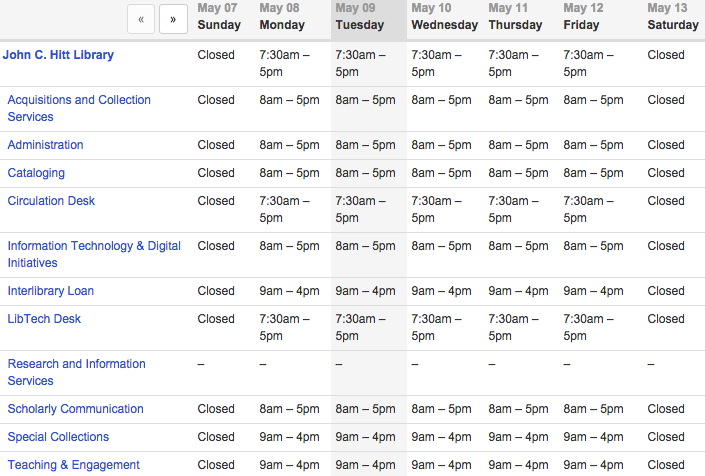 « » May 07 May 08 May 09 May 10 May 11 May 12 May 13
Sunday Monday Tuesday Wednesday Thursday Friday Saturday
John C. Hitt Library Closed 7:30am – 7:30am – 7:30am – 7:30am – 7:30am – Closed
5pm 5pm 5pm 5pm 5pm
Acquisitions and Collection Closed 8am – 5pm 8am – 5pm 8am – 5pm 8am – 5pm 8am – 5pm Closed
Services
Administration Closed 8am – 5pm 8am – 5pm 8am – 5pm 8am – 5pm 8am – 5pm Closed
Cataloging Closed 8am – 5pm 8am – 5pm 8am – 5pm 8am – 5pm 8am – 5pm Closed
Circulation Desk Closed 7:30am – 7:30am – 7:30am – 7:30am – 7:30am – Closed
5pm 5pm 5pm 5pm 5pm
Information Technology & Digital Closed 8am – 5pm 8am – 5pm 8am – 5pm 8am – 5pm 8am – 5pm Closed
Initiatives
Interlibrary Loan Closed 9am – 4pm 9am – 4pm 9am – 4pm 9am – 4pm 9am – 4pm Closed
LibTech Desk Closed 7:30am – 7:30am – 7:30am – 7:30am – 7:30am – Closed
5pm 5pm 5pm 5pm 5pm
Research and Information – – – – – – –
Services
Scholarly Communication Closed 8am – 5pm 8am – 5pm 8am – 5pm 8am – 5pm 8am – 5pm Closed
Special Collections Closed 9am – 4pm 9am – 4pm 9am – 4pm 9am – 4pm 9am – 4pm Closed
Teaching & Engagement Closed 9am – 4pm 9am – 4pm 9am – 4pm 9am – 4pm 9am – 4pm Closed